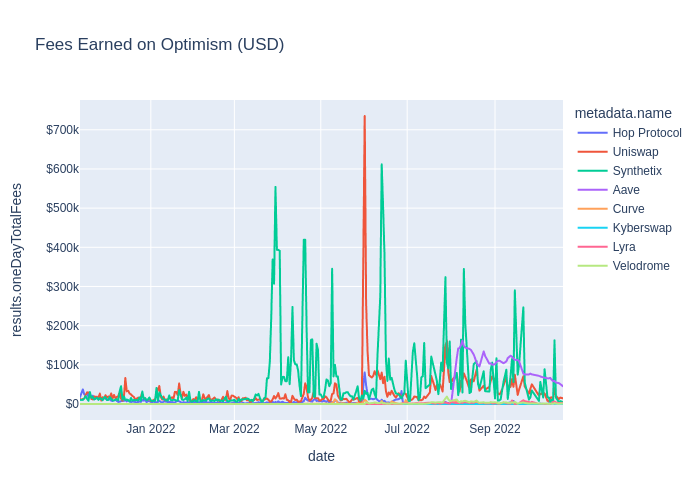 Fees Earned on Optimism (USD)
metadata.name
Hop Protocol
Uniswap
Synthetix
Aave
Curve
Kyberswap
Lyra
Velodrome
results.oneDayTotalFees
$700k
$600k
$500k
$400k
$300k
$200k
$100k
$0
Jan 2022 Mar 2022 May 2022 Jul 2022 Sep 2022
date